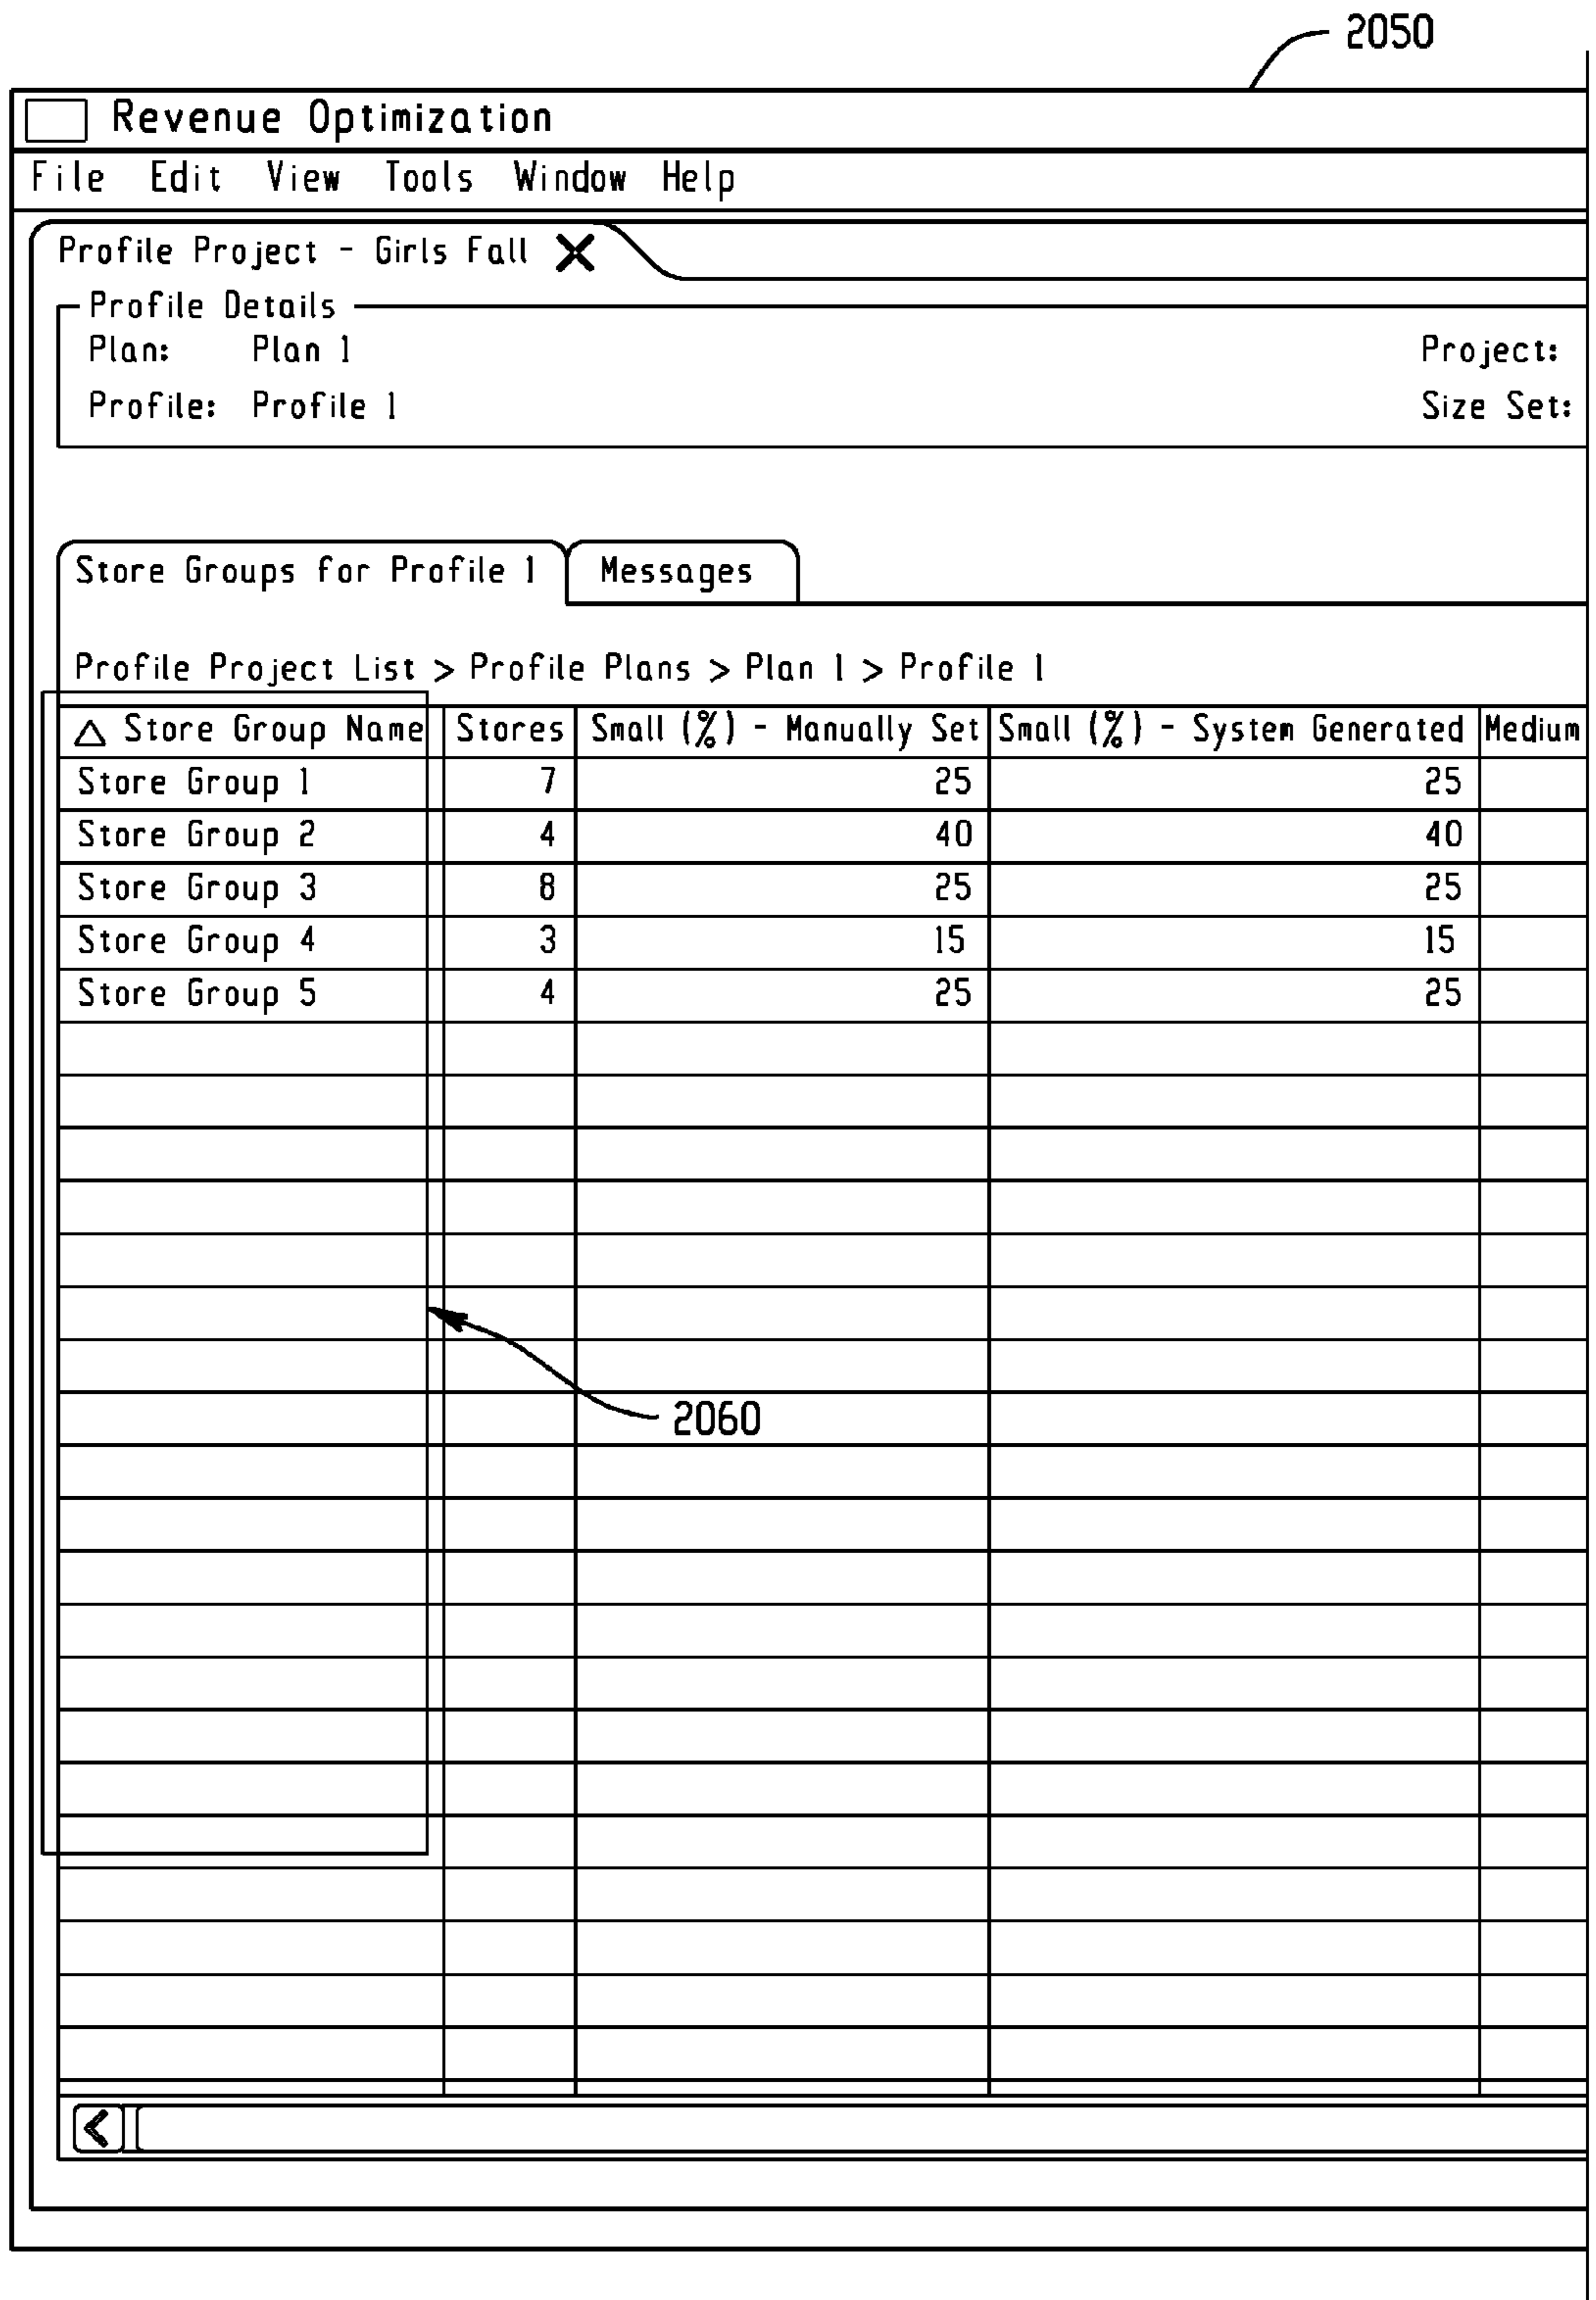 2050
Revenue Optimization
File Edit View Tools Window Help
Profile Project - Girls Fall
Profile Details
Plan: Plan 1 Project:
Profile: Profile 1 Size Set:
Store Groups for Profile 1 Messages
Profile Project List > Profile Plans > Plan 1 > Profile 1
△ Store Group Name Stores Small (%) - Manually Set Small (%) - System Generated Medium
Store Group 1 7 25 25
Store Group 2 4 40 40
Store Group 3 8 25 25
Store Group 4 3 15 15
Store Group 5 4 25 25
2060